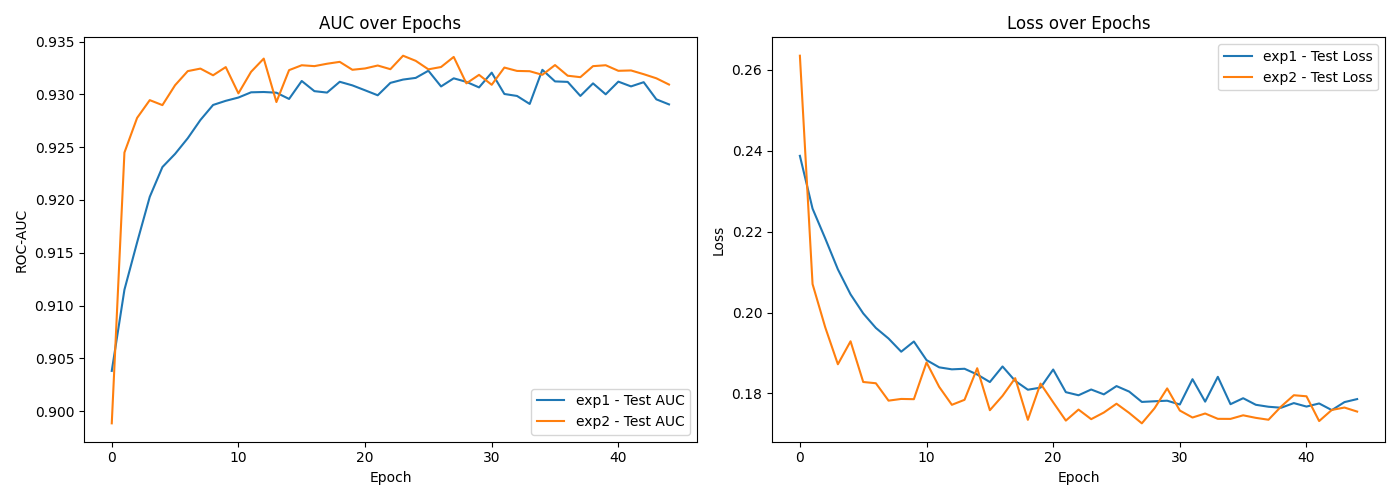 AUC over Epochs
0.935
0.930
0.925
0.920
0.915
0.910
0.905
0.900
ROC-AUC
0
10
20
30
40
Epoch
exp1 - Test AUC
exp2 - Test AUC
Loss over Epochs
0.26
0.24
0.22
0.20
0.18
Loss
0
10
20
30
40
Epoch
exp1 - Test Loss
exp2 - Test Loss